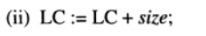 (ii) LC := LC + size;